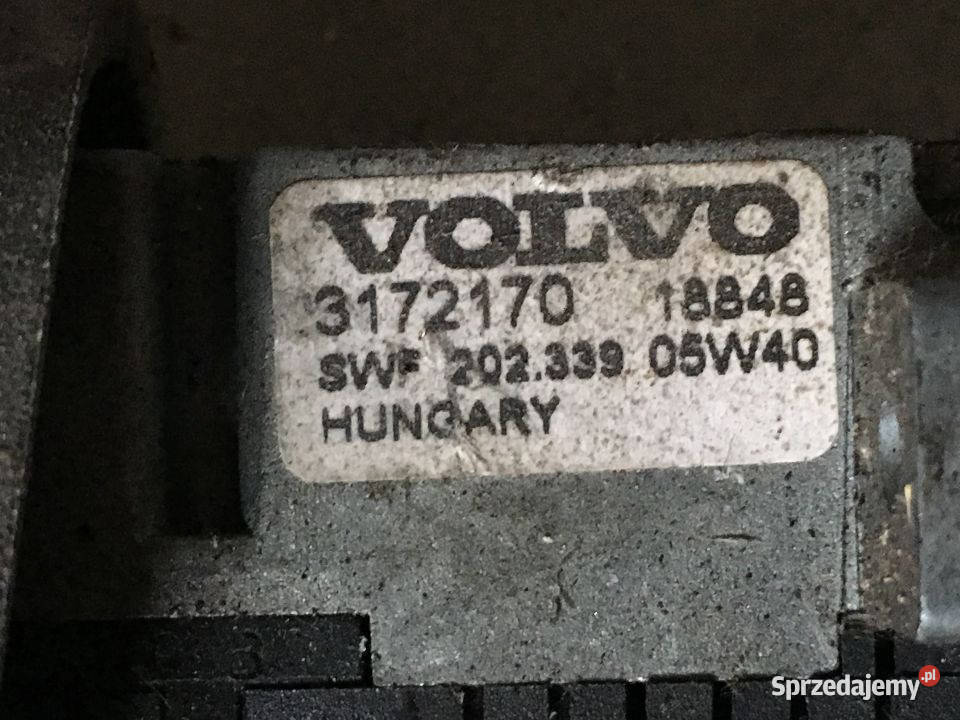 VOLVO
3172170 18848
SWF 202.339 05W40
HUNGARY
Sprzedajemy.pl